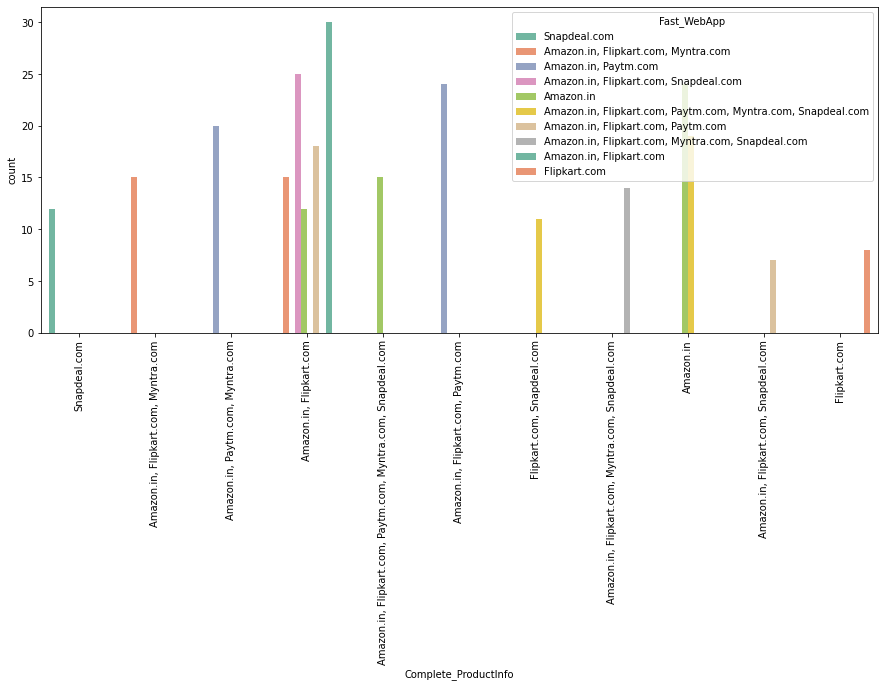 Fast_WebApp
Snapdeal.com
Amazon.in, Flipkart.com, Myntra.com
Amazon.in, Paytm.com
Amazon.in, Flipkart.com, Snapdeal.com
Amazon.in
Amazon.in, Flipkart.com, Paytm.com, Myntra.com, Snapdeal.com
Amazon.in, Flipkart.com, Paytm.com
Amazon.in, Flipkart.com, Myntra.com, Snapdeal.com
Amazon.in, Flipkart.com
Flipkart.com
count
30
25
20
15
10
5
0
Snapdeal.com
Amazon.in, Flipkart.com, Myntra.com
Amazon.in, Paytm.com, Myntra.com
Amazon.in, Flipkart.com
Amazon.in, Flipkart.com, Paytm.com, Myntra.com, Snapdeal.com
Amazon.in, Flipkart.com, Paytm.com
Flipkart.com, Snapdeal.com
Amazon.in, Flipkart.com, Myntra.com, Snapdeal.com
Amazon.in
Amazon.in, Flipkart.com, Snapdeal.com
Flipkart.com
Complete_ProductInfo